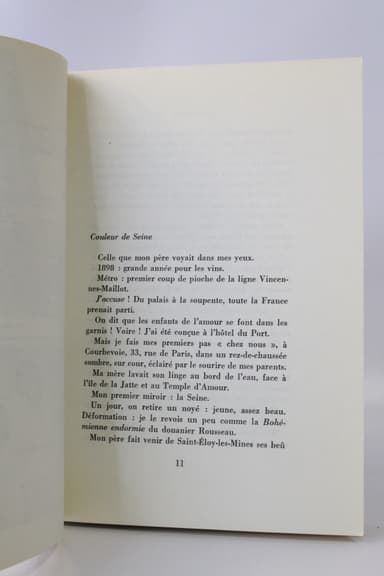 Couleur de Seine
Celle que mon père voyait dans mes yeux.
1898 : grande année pour les vins.
Métro : premier coup de pioche de la ligne Vincen-
nes-Maillot.
J'accuse ! Du palais à la soupente, toute la France
prenait parti.
On dit que les enfants de l'amour se font dans les
garnis ! Voire ! J'ai été conçue à l'hôtel du Port.
Mais je fais mes premiers pas « chez nous », à
Courbevoie, 33, rue de Paris, dans un rez-de-chaussée
sombre, sur cour, éclairé par le sourire de mes parents.
Ma mère lavait son linge au bord de l'eau, face à
l'île de la Jatte et au Temple d'Amour.
Mon premier miroir : la Seine.
Un jour, on retire un noyé : jeune, assez beau.
Déformation : je le revois un peu comme la Bohé-
mienne endormie du douanier Rousseau.
Mon père fait venir de Saint-Éloy-les-Mines ses beû
11